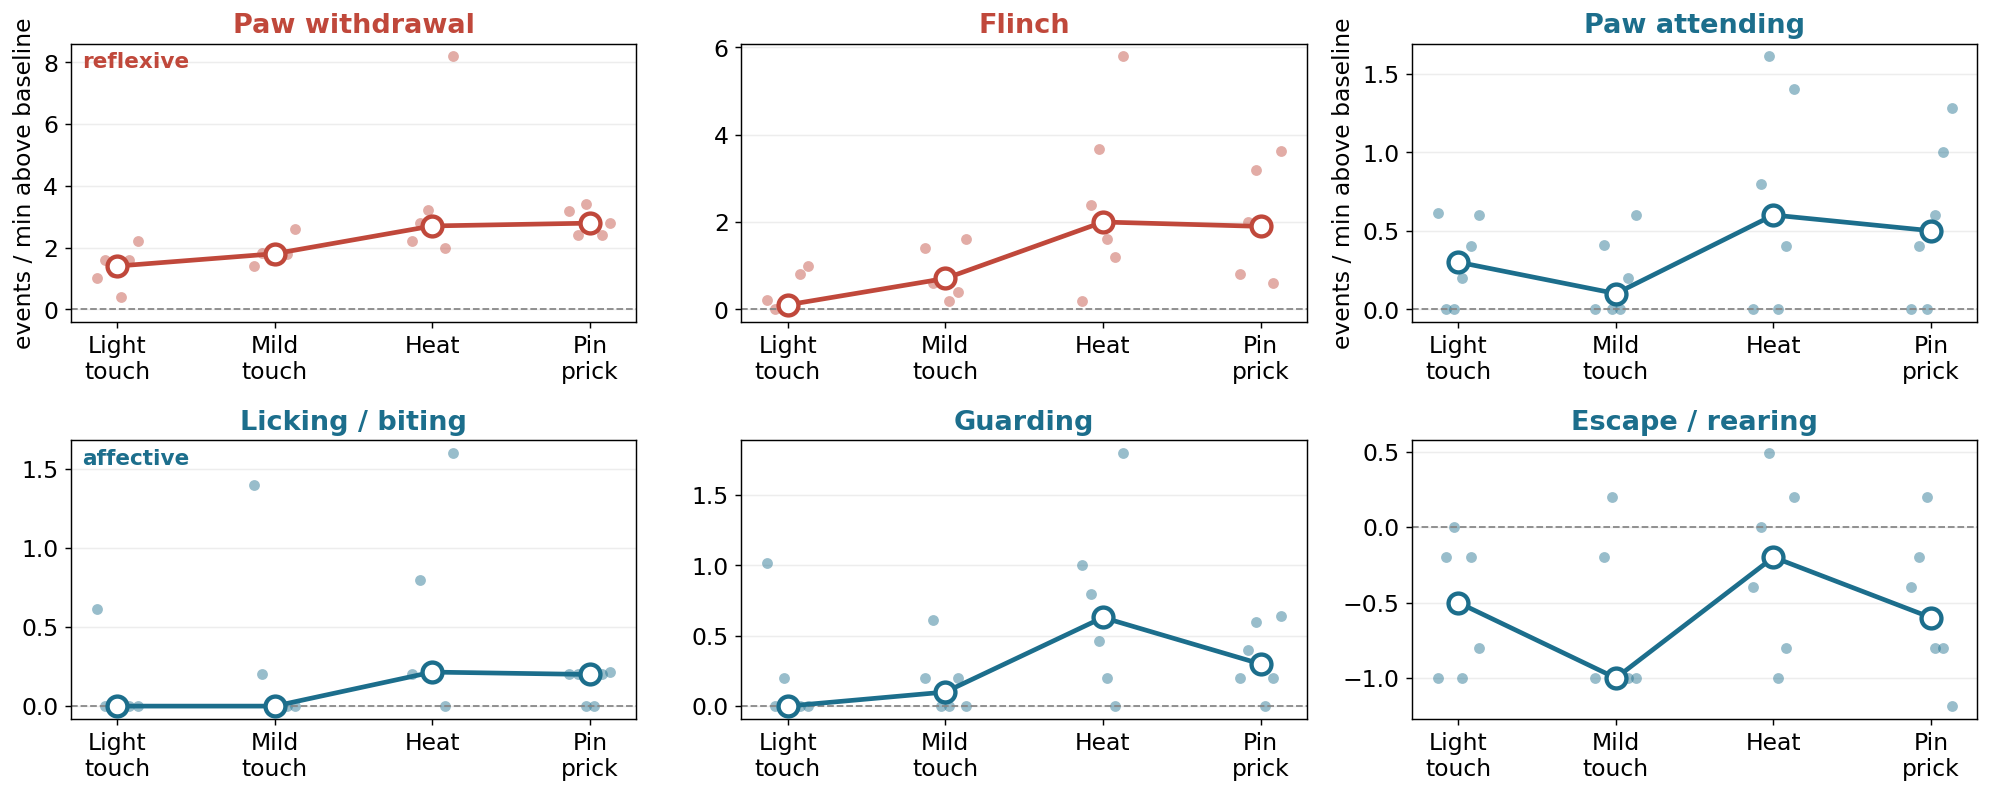 Paw withdrawal
events / min above baseline
reflexive
8
6
4
2
0
Light
touch
Mild
touch
Heat
Pin
prick
Flinch
6
4
2
0
Light
touch
Mild
touch
Heat
Pin
prick
Paw attending
events / min above baseline
1.5
1.0
0.5
0.0
Light
touch
Mild
touch
Heat
Pin
prick
Licking / biting
affective
1.5
1.0
0.5
0.0
Light
touch
Mild
touch
Heat
Pin
prick
Guarding
1.5
1.0
0.5
0.0
Light
touch
Mild
touch
Heat
Pin
prick
Escape / rearing
0.5
0.0
−0.5
−1.0
Light
touch
Mild
touch
Heat
Pin
prick